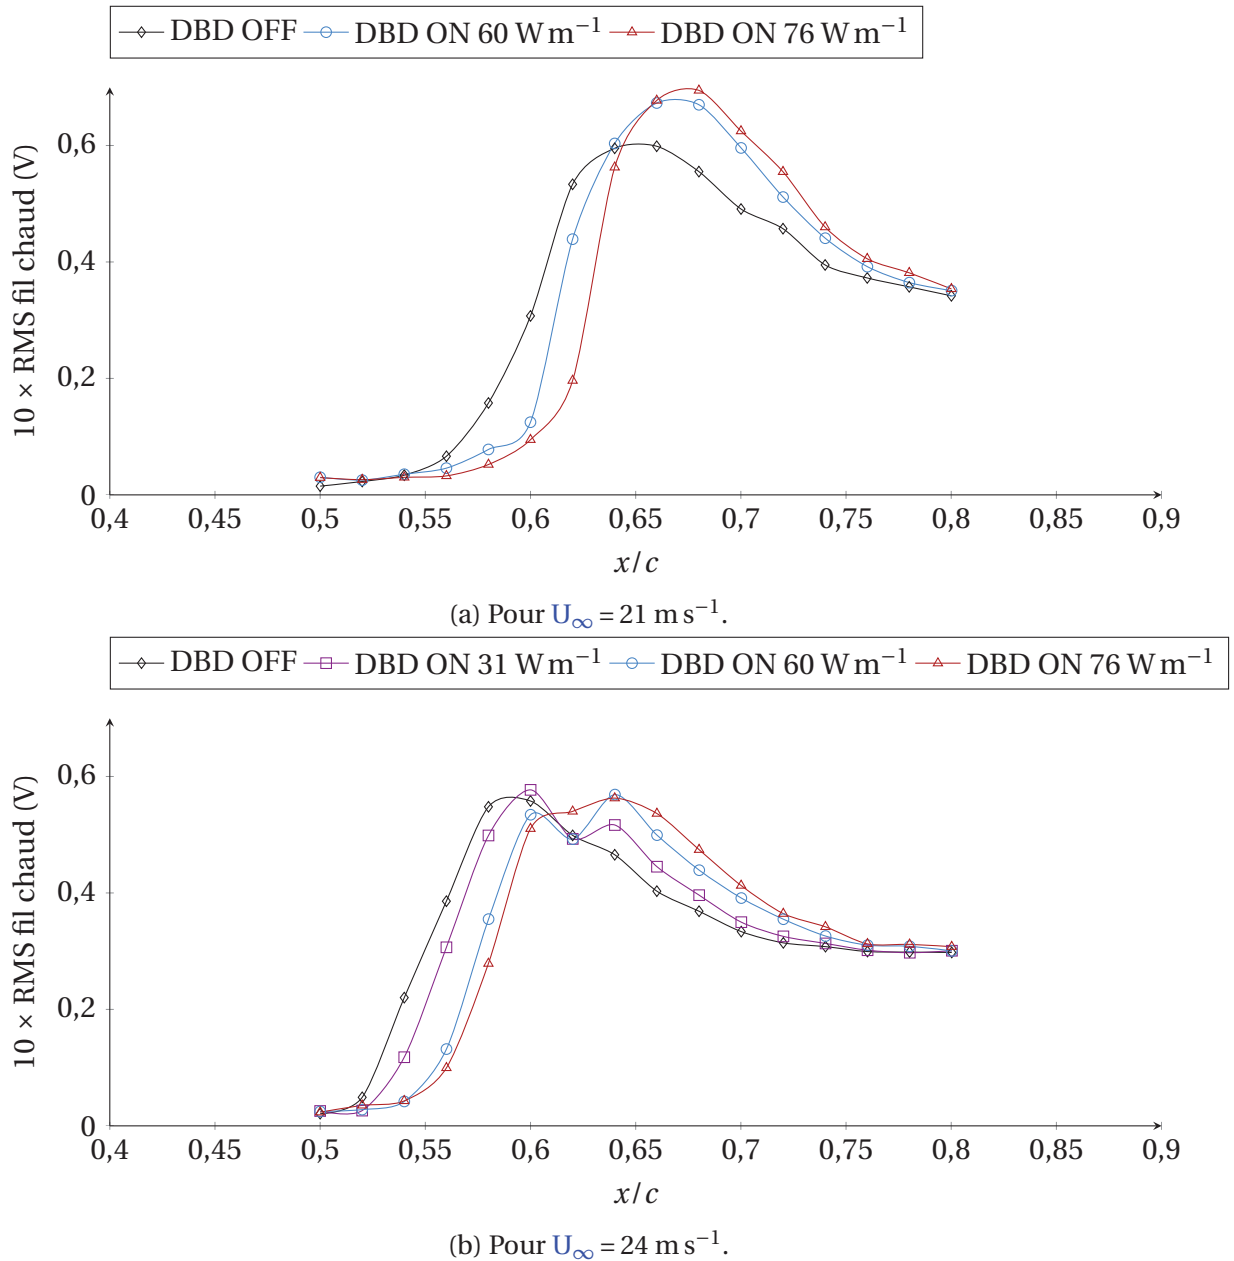 DBD OFF DBD ON 60 W m⁻¹ DBD ON 76 W m⁻¹
10 × RMS fil chaud (V)
0,6
0,4
0,2
0
0,4 0,45 0,5 0,55 0,6 0,65 0,7 0,75 0,8 0,85 0,9
x/c
(a) Pour U∞ = 21 m s⁻¹.
DBD OFF DBD ON 31 W m⁻¹ DBD ON 60 W m⁻¹ DBD ON 76 W m⁻¹
10 × RMS fil chaud (V)
0,6
0,4
0,2
0
0,4 0,45 0,5 0,55 0,6 0,65 0,7 0,75 0,8 0,85 0,9
x/c
(b) Pour U∞ = 24 m s⁻¹.